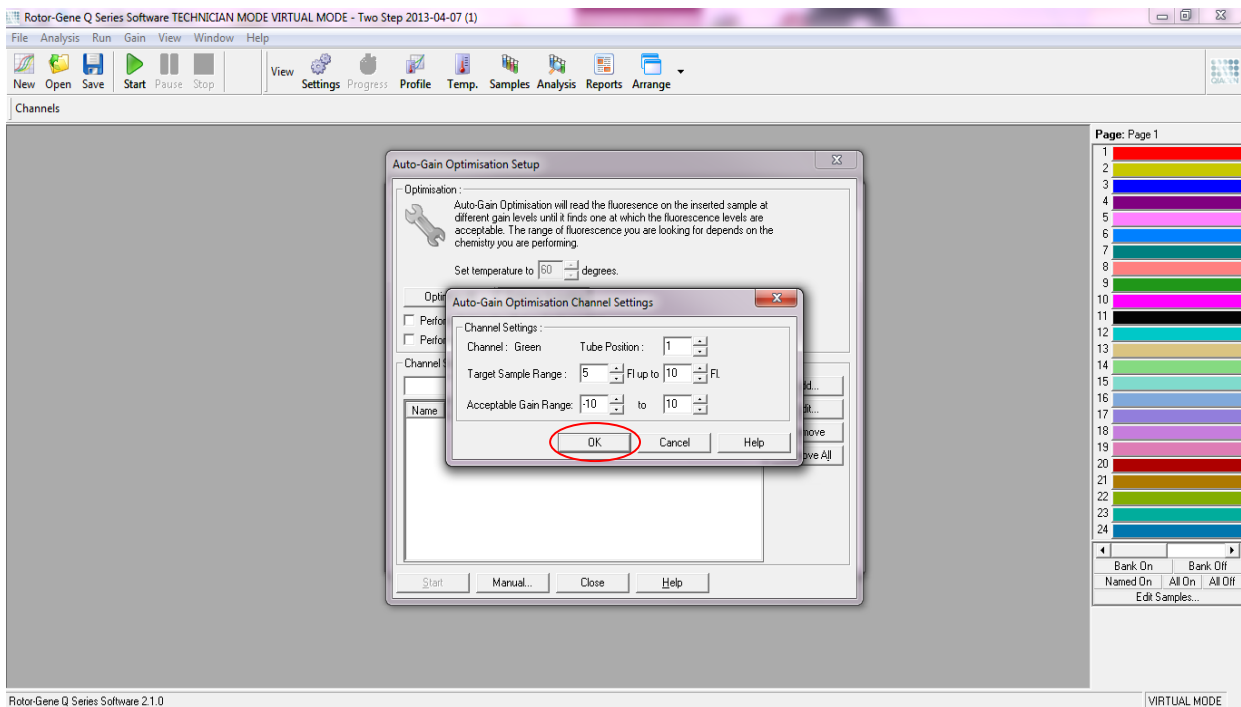 Rotor-Gene Q Series Software TECHNICIAN MODE VIRTUAL MODE - Two Step 2013-04-07 (1)
File Analysis Run Gain View Window Help
New Open Save Start Pause Stop View Settings Progress Profile Temp. Samples Analysis Reports Arrange
Channels
Auto-Gain Optimisation Setup
Optimisation :
Auto-Gain Optimisation will read the fluoresence on the inserted sample at
different gain levels until it finds one at which the fluorescence levels are
acceptable. The range of fluorescence you are looking for depends on the
chemistry you are performing.
Set temperature to 60 degrees.
Opti
Perfor
Perfor
Channel S
Name
Auto-Gain Optimisation Channel Settings
Channel Settings :
Channel : Green Tube Position : 1
Target Sample Range : 5 Fl up to 10 Fl.
Acceptable Gain Range: -10 to 10
OK Cancel Help
dd...
dit...
move
ove All
Start Manual... Close Help
Page: Page 1
1
2
3
4
5
6
7
8
9
10
11
12
13
14
15
16
17
18
19
20
21
22
23
24
Bank On Bank Off
Named On All On All Off
Edit Samples...
Rotor-Gene Q Series Software 2.1.0 VIRTUAL MODE